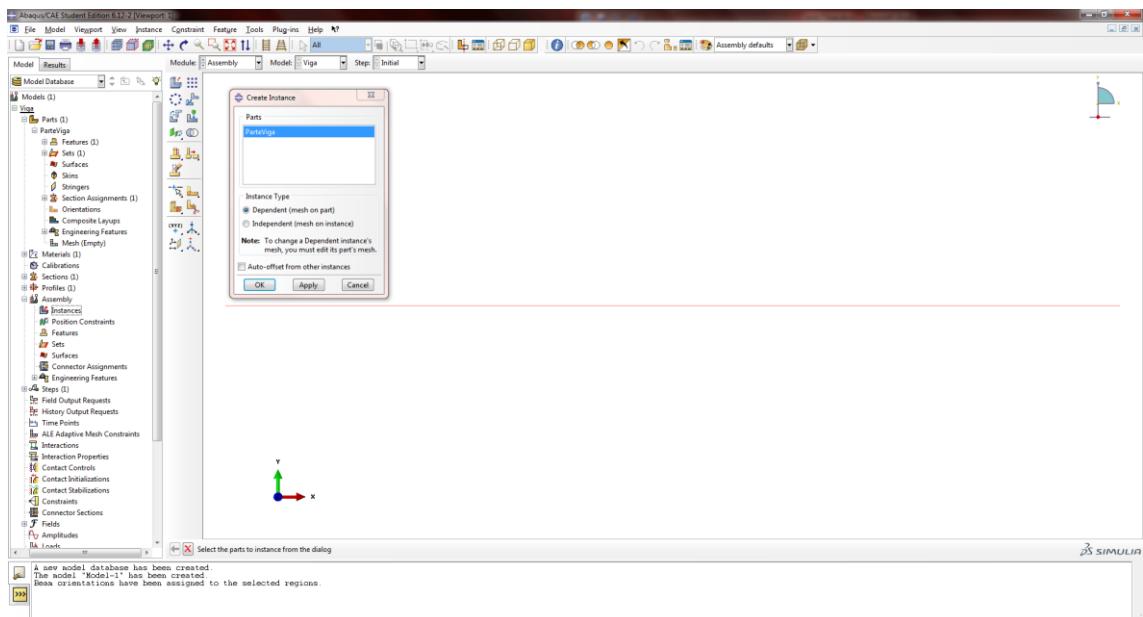 Abaqus/CAE Student Edition 6.12-2 [Viewport: 1]
File Model Viewport View Instance Constraint Feature Tools Plug-ins Help
All
Assembly defaults
Model Results
Module: Assembly Model: Viga Step: Initial
Model Database
Models (1)
Viga
Parts (1)
ParteViga
Features (1)
Sets (1)
Surfaces
Skins
Stringers
Section Assignments (1)
Orientations
Composite Layups
Engineering Features
Mesh (Empty)
Materials (1)
Calibrations
Sections (1)
Profiles (1)
Assembly
Instances
Position Constraints
Features
Sets
Surfaces
Connector Assignments
Engineering Features
Steps (1)
Field Output Requests
History Output Requests
Time Points
ALE Adaptive Mesh Constraints
Interactions
Interaction Properties
Contact Controls
Contact Initializations
Contact Stabilizations
Constraints
Connector Sections
Fields
Amplitudes
Loads
Create Instance
Parts
ParteViga
Instance Type
Dependent (mesh on part)
Independent (mesh on instance)
Note: To change a Dependent instance's
mesh, you must edit its part's mesh.
Auto-offset from other instances
OK Apply Cancel
Y
X
Select the parts to instance from the dialog
SIMULIA
A new model database has been created.
The model "Model-1" has been created.
Beam orientations have been assigned to the selected regions.